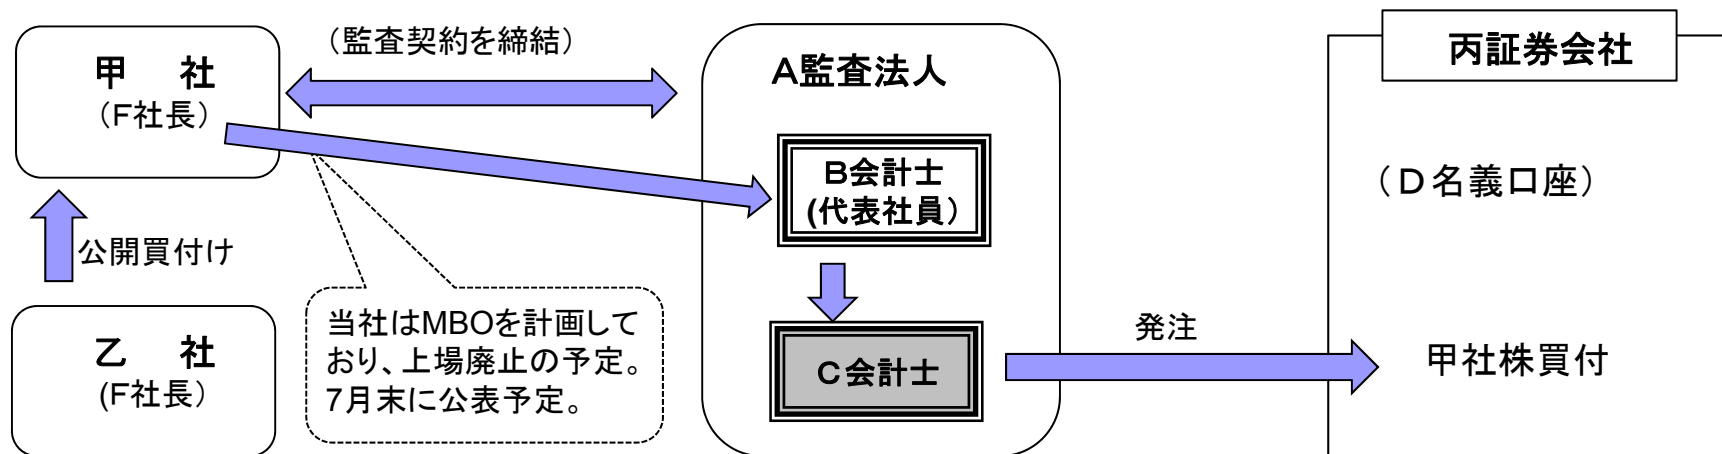 甲 社
(F社長)
(監査契約を締結)
A監査法人
丙証券会社
B会計士
(代表社員)
(D名義口座)
公開買付け
当社はMBOを計画して
おり、上場廃止の予定。
7月末に公表予定。
乙 社
(F社長)
C会計士
発注
甲社株買付